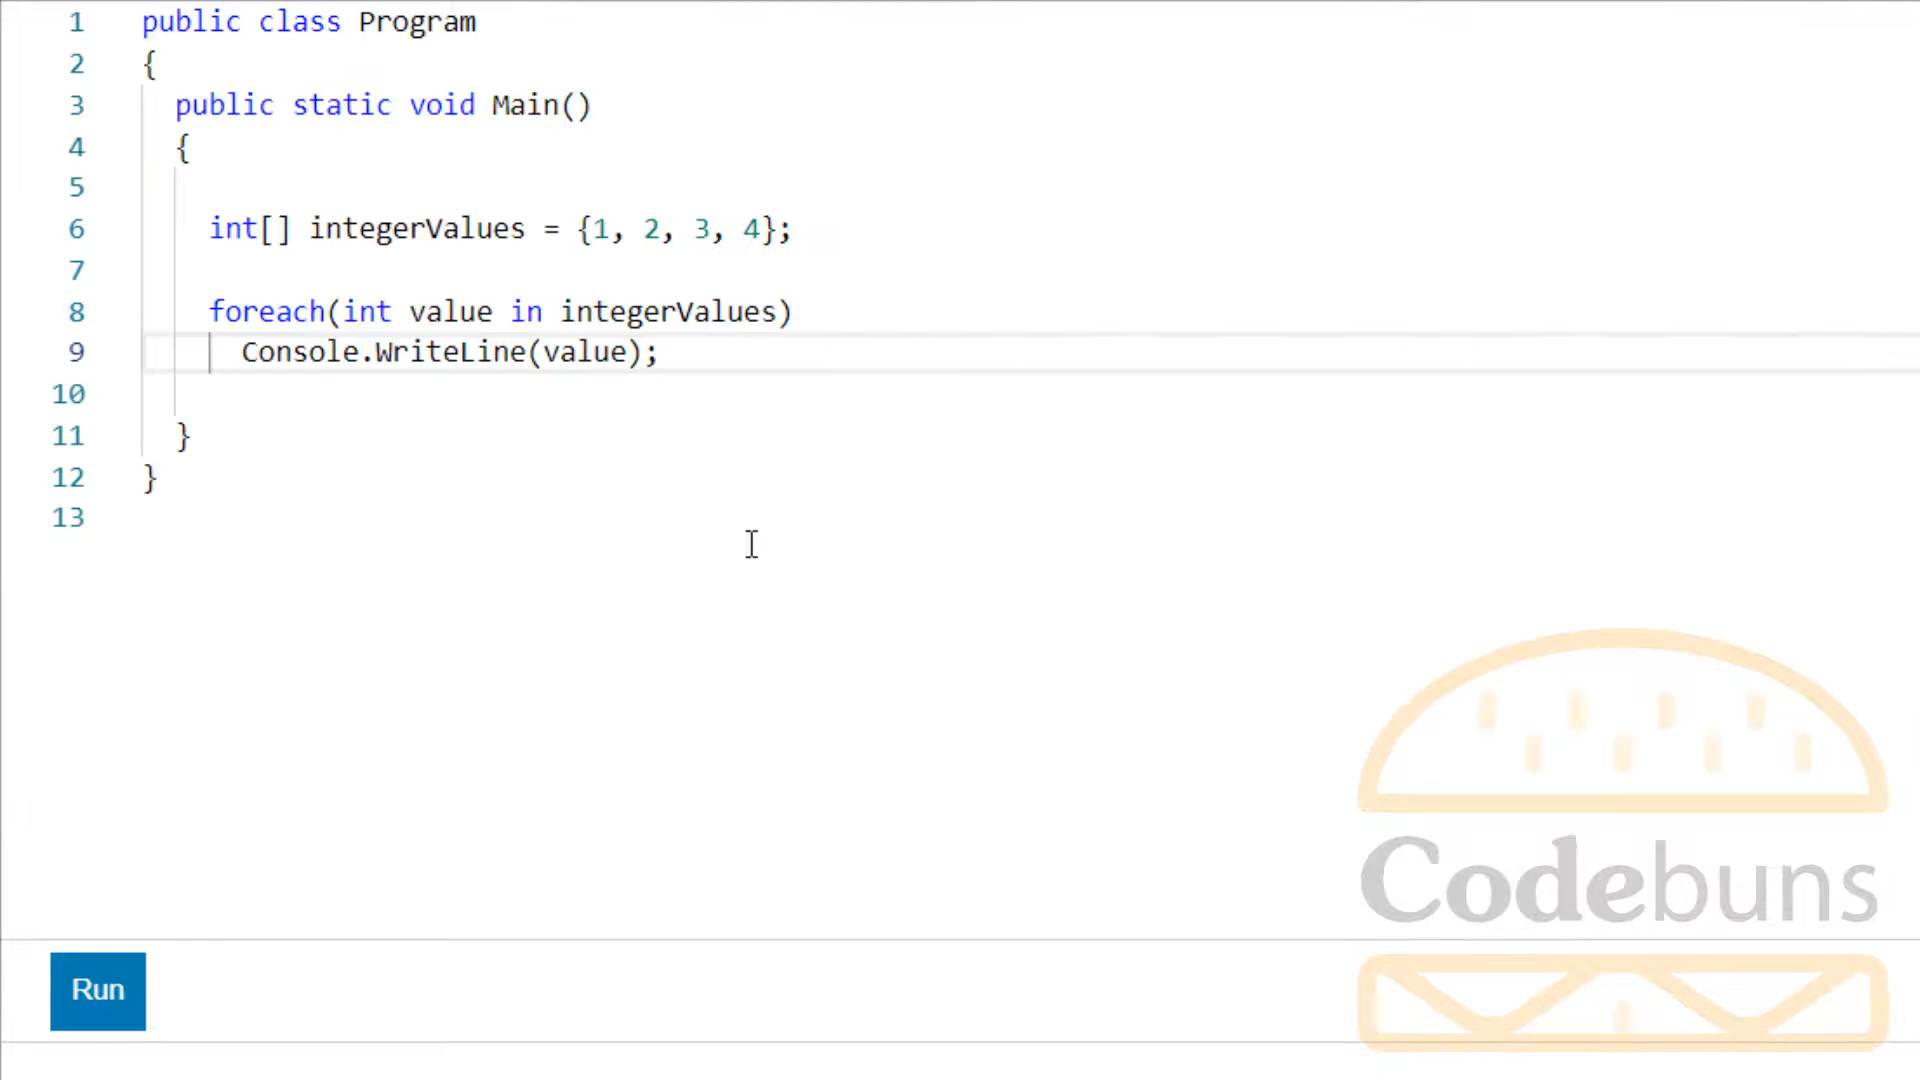 1 public class Program
2 {
3 public static void Main()
4 {
5
6 int[] integerValues = {1, 2, 3, 4};
7
8 foreach(int value in integerValues)
9 Console.WriteLine(value);
10
11 }
12 }
13
Codebuns
Run